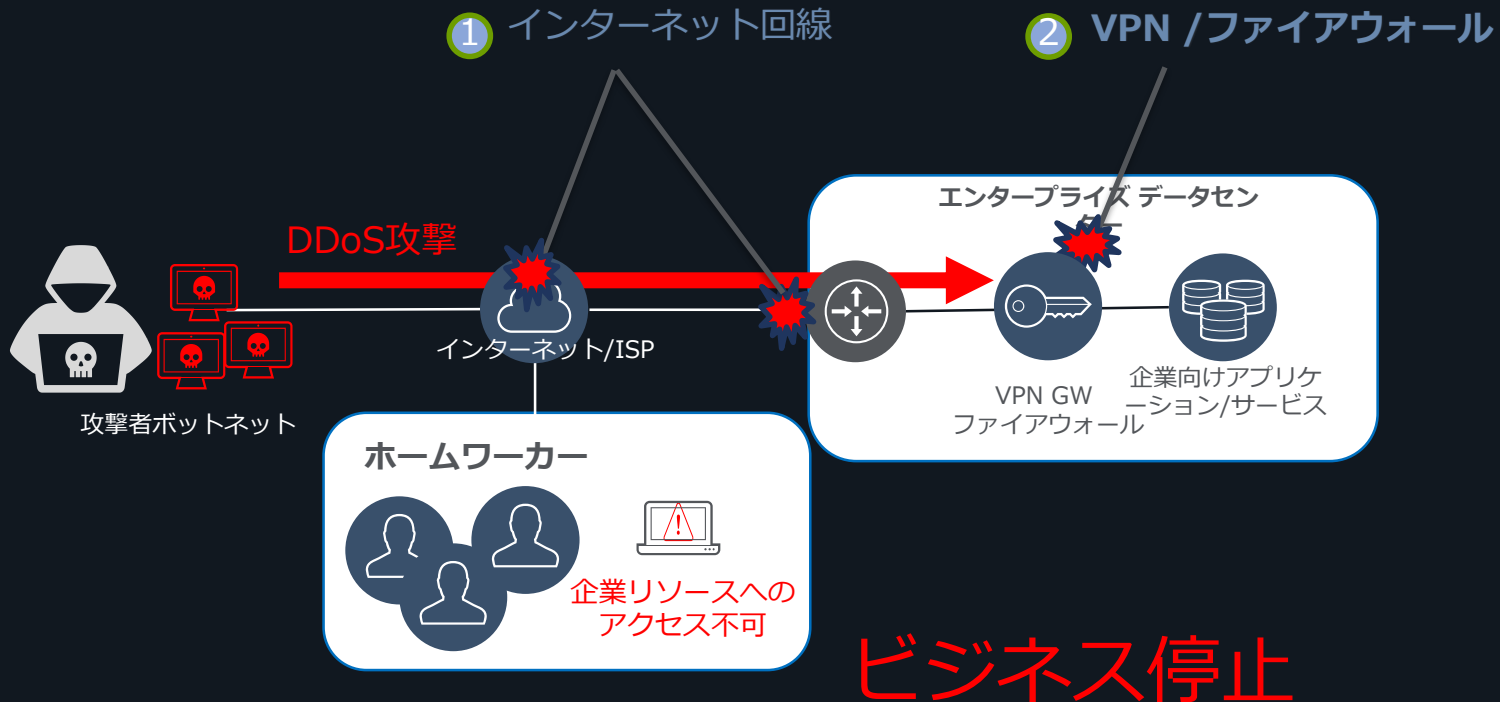 1 インターネット回線
2 VPN /ファイアウォール
エンタープライズ データセン
ター
DDoS攻撃
インターネット/ISP
攻撃者ボットネット
VPN GW
ファイアウォール
企業向けアプリケ
ーション/サービス
ホームワーカー
!
企業リソースへの
アクセス不可
ビジネス停止